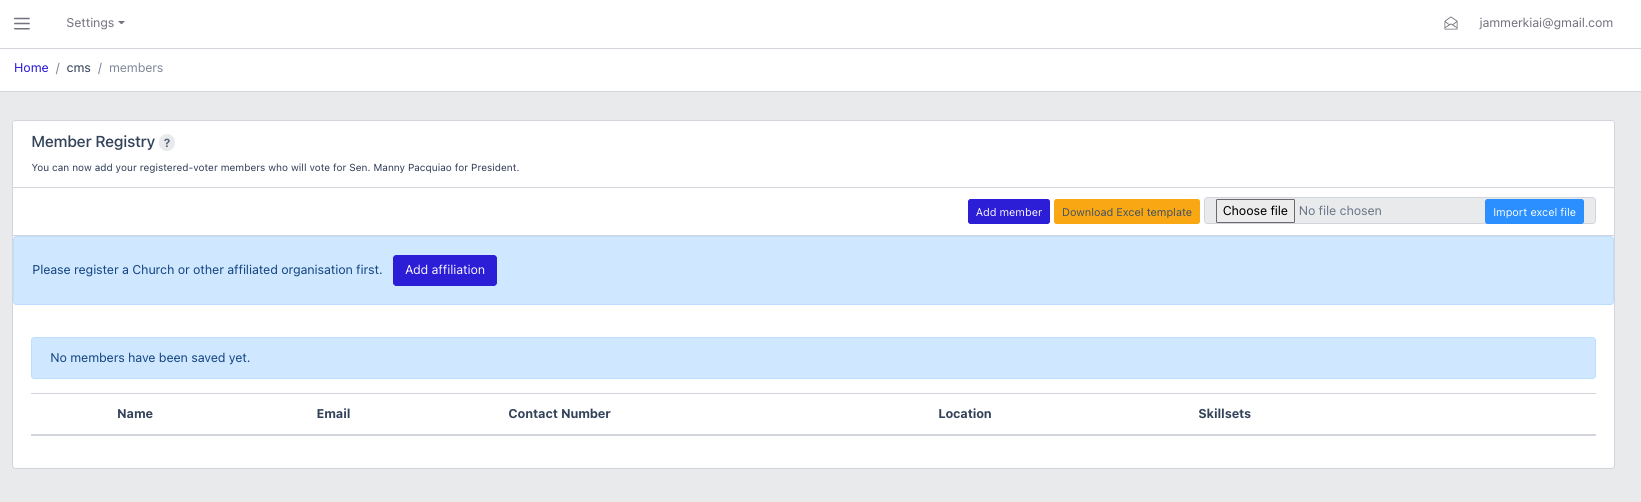 Settings
jammerkiai@gmail.com
Home / cms / members
Member Registry ?
You can now add your registered-voter members who will vote for Sen. Manny Pacquiao for President.
Add member Download Excel template Choose file No file chosen Import excel file
Please register a Church or other affiliated organisation first. Add affiliation
No members have been saved yet.
Name Email Contact Number Location Skillsets